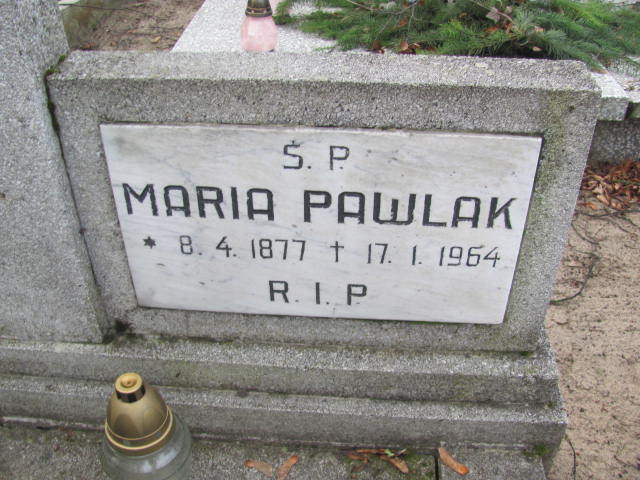 Ś. P.
MARIA PAWLAK
* 8. 4. 1877 † 17. 1. 1964
R. I. P.